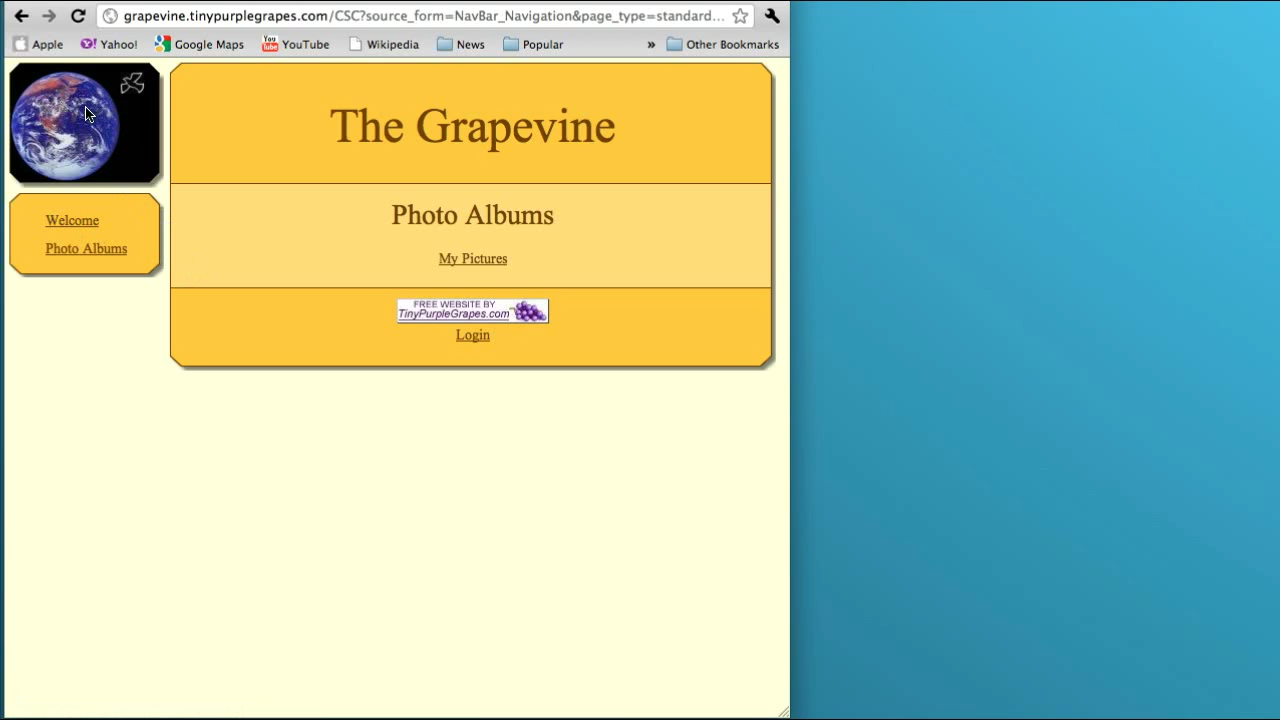 grapevine.tinypurplegrapes.com/CSC?source_form=NavBar_Navigation&page_type=standard...
Apple Yahoo! Google Maps YouTube Wikipedia News Popular » Other Bookmarks
The Grapevine
Welcome
Photo Albums
Photo Albums
My Pictures
FREE WEBSITE BY
TinyPurpleGrapes.com
Login